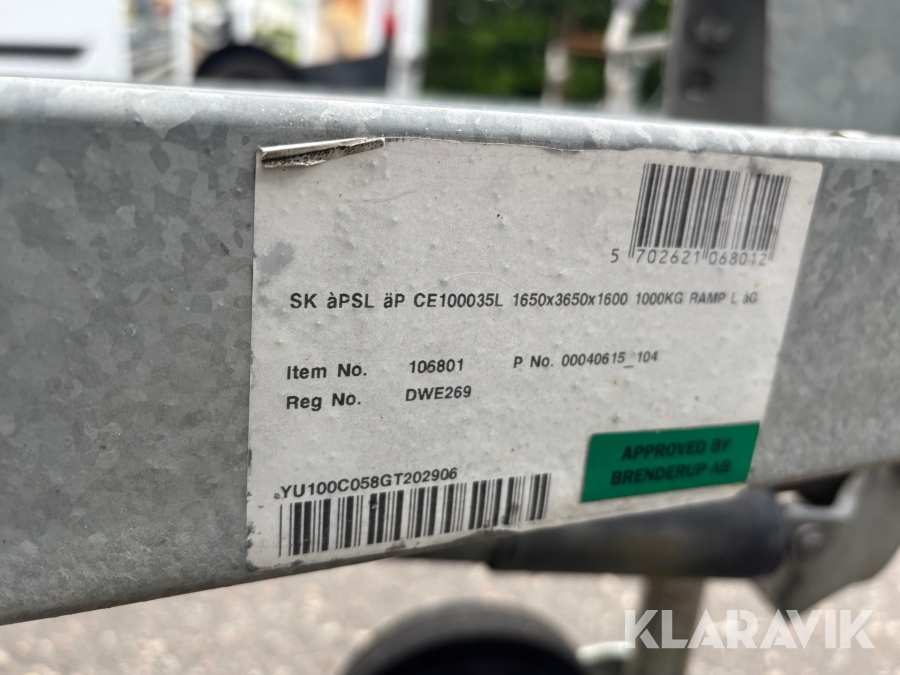 5 702621 068012
SK àPSL äP CE100035L 1650x3650x1600 1000KG RAMP L àG
Item No. 106801 P No. 00040615_104
Reg No. DWE269
APPROVED BY
BRENDERUP AB
YU100C058GT202906
KLARAVIK